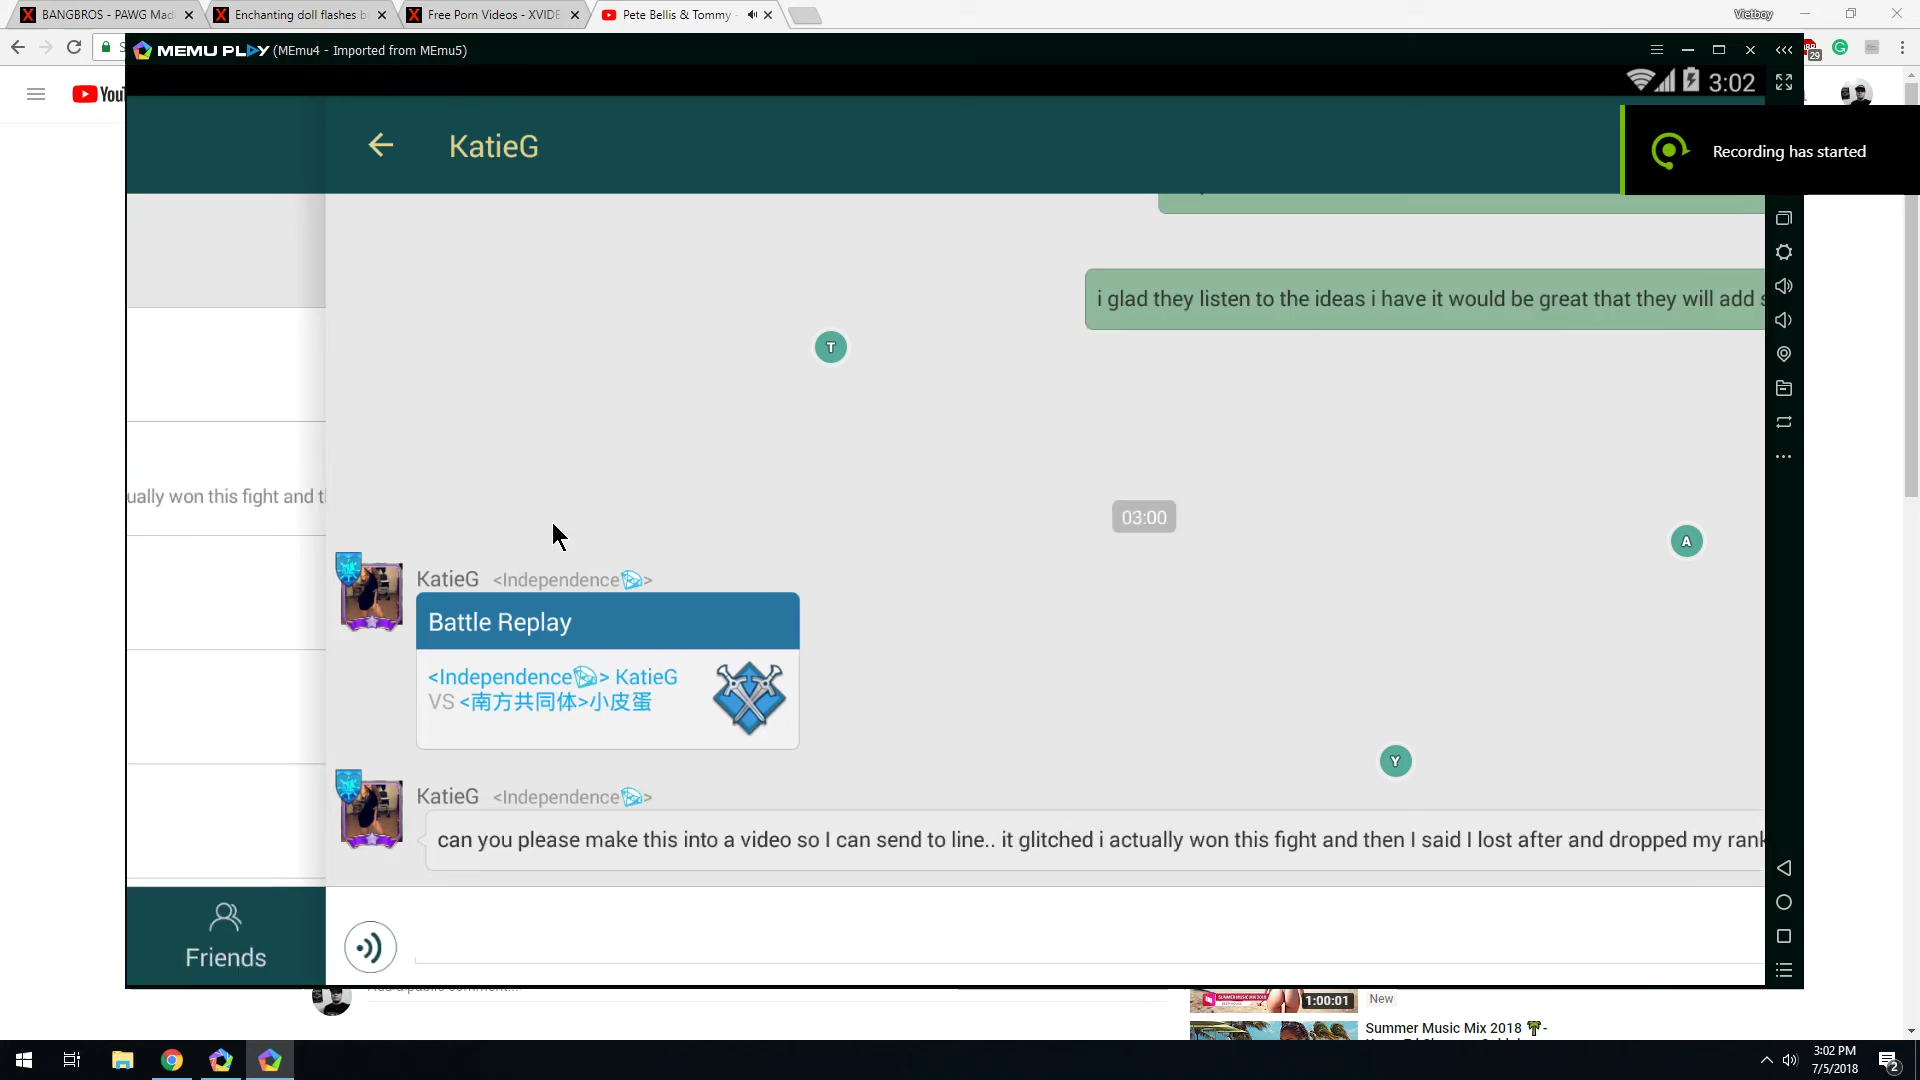 BANGBROS - PAWG Mad
Enchanting doll flashes b
Free Porn Videos - XVIDE
Pete Bellis & Tommy
Vietboy
S
MEMU PLAY (MEmu4 - Imported from MEmu5)
29
3:02
You
KatieG
Recording has started
i glad they listen to the ideas i have it would be great that they will add s
T
ually won this fight and t
03:00
A
KatieG <Independence>
Battle Replay
<Independence> KatieG
VS <南方共同体>小皮蛋
Y
KatieG <Independence>
can you please make this into a video so I can send to line.. it glitched i actually won this fight and then I said I lost after and dropped my rank
Friends
1:00:01
New
Summer Music Mix 2018 🌴-
3:02 PM
7/5/2018
2